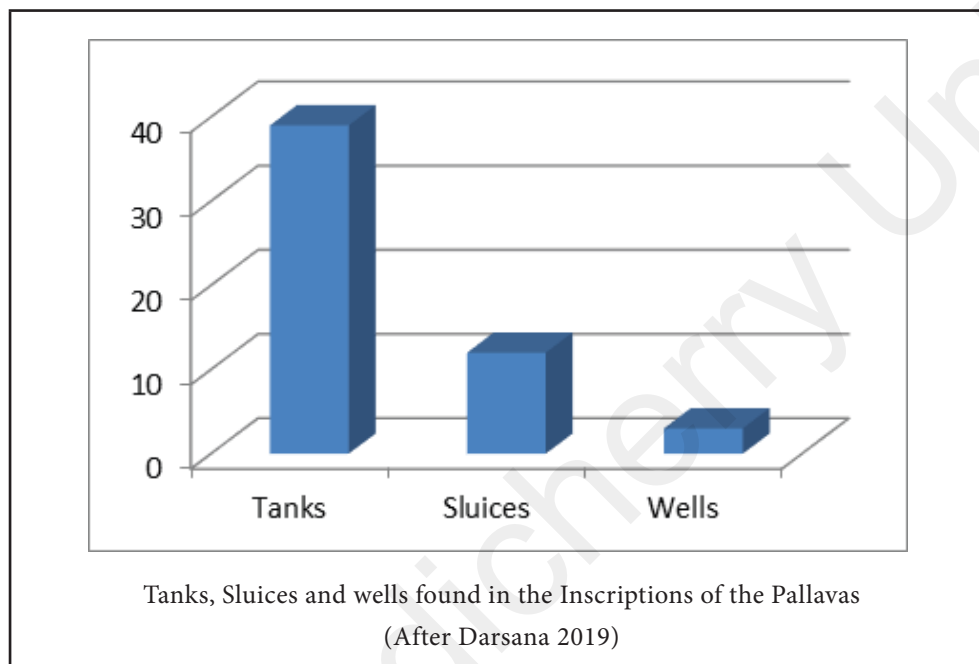 40
30
20
10
0
Tanks Sluices Wells
Tanks, Sluices and wells found in the Inscriptions of the Pallavas
(After Darsana 2019)